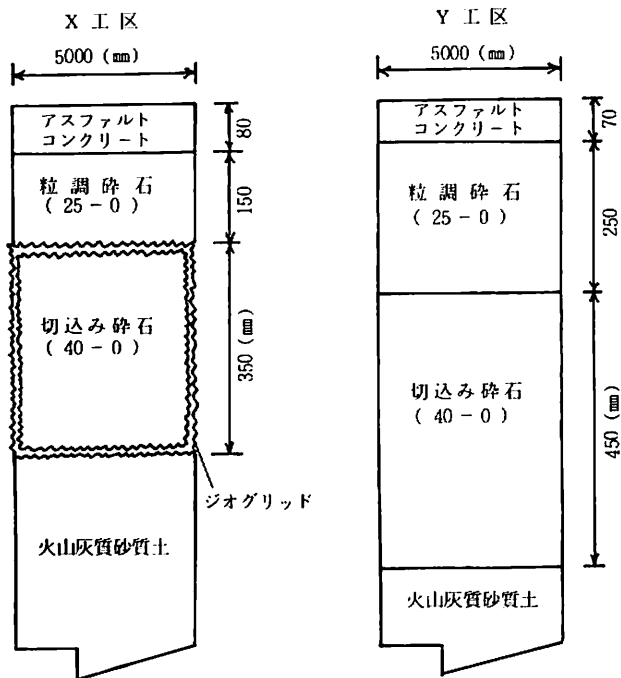 X 工 区
5000 (㎜)
アスファルト
コンクリート
80
粒 調 砕 石
( 25 - 0 )
150
切込み砕石
( 40 - 0 )
350 (㎜)
ジオグリッド
火山灰質砂質土
Y 工 区
5000 (㎜)
アスファルト
コンクリート
70
粒 調 砕 石
( 25 - 0 )
250
切込み砕石
( 40 - 0 )
450 (㎜)
火山灰質砂質土